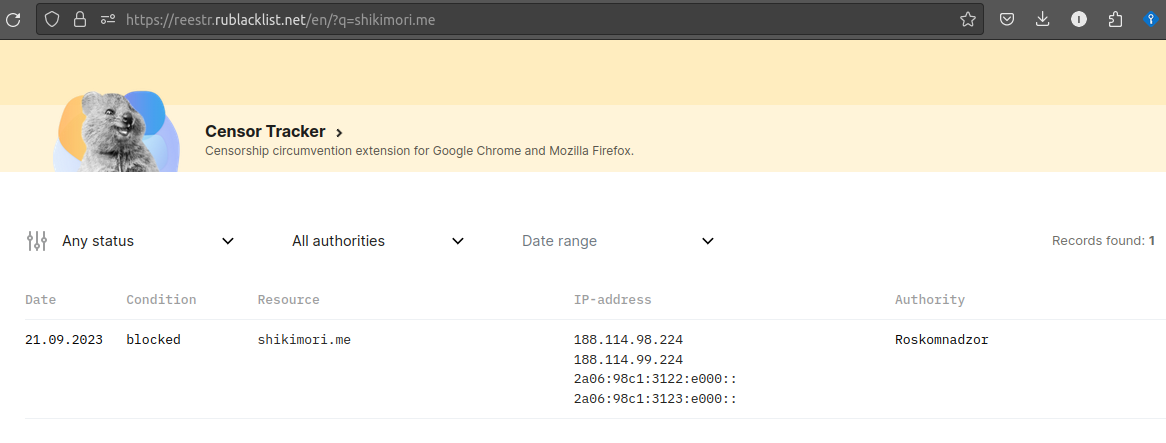 https://reestr.rublacklist.net/en/?q=shikimori.me
Censor Tracker
Censorship circumvention extension for Google Chrome and Mozilla Firefox.
Any status
All authorities
Date range
Records found: 1
Date Condition Resource IP-address Authority
21.09.2023 blocked shikimori.me 188.114.98.224 Roskomnadzor
188.114.99.224
2a06:98c1:3122:e000::
2a06:98c1:3123:e000::